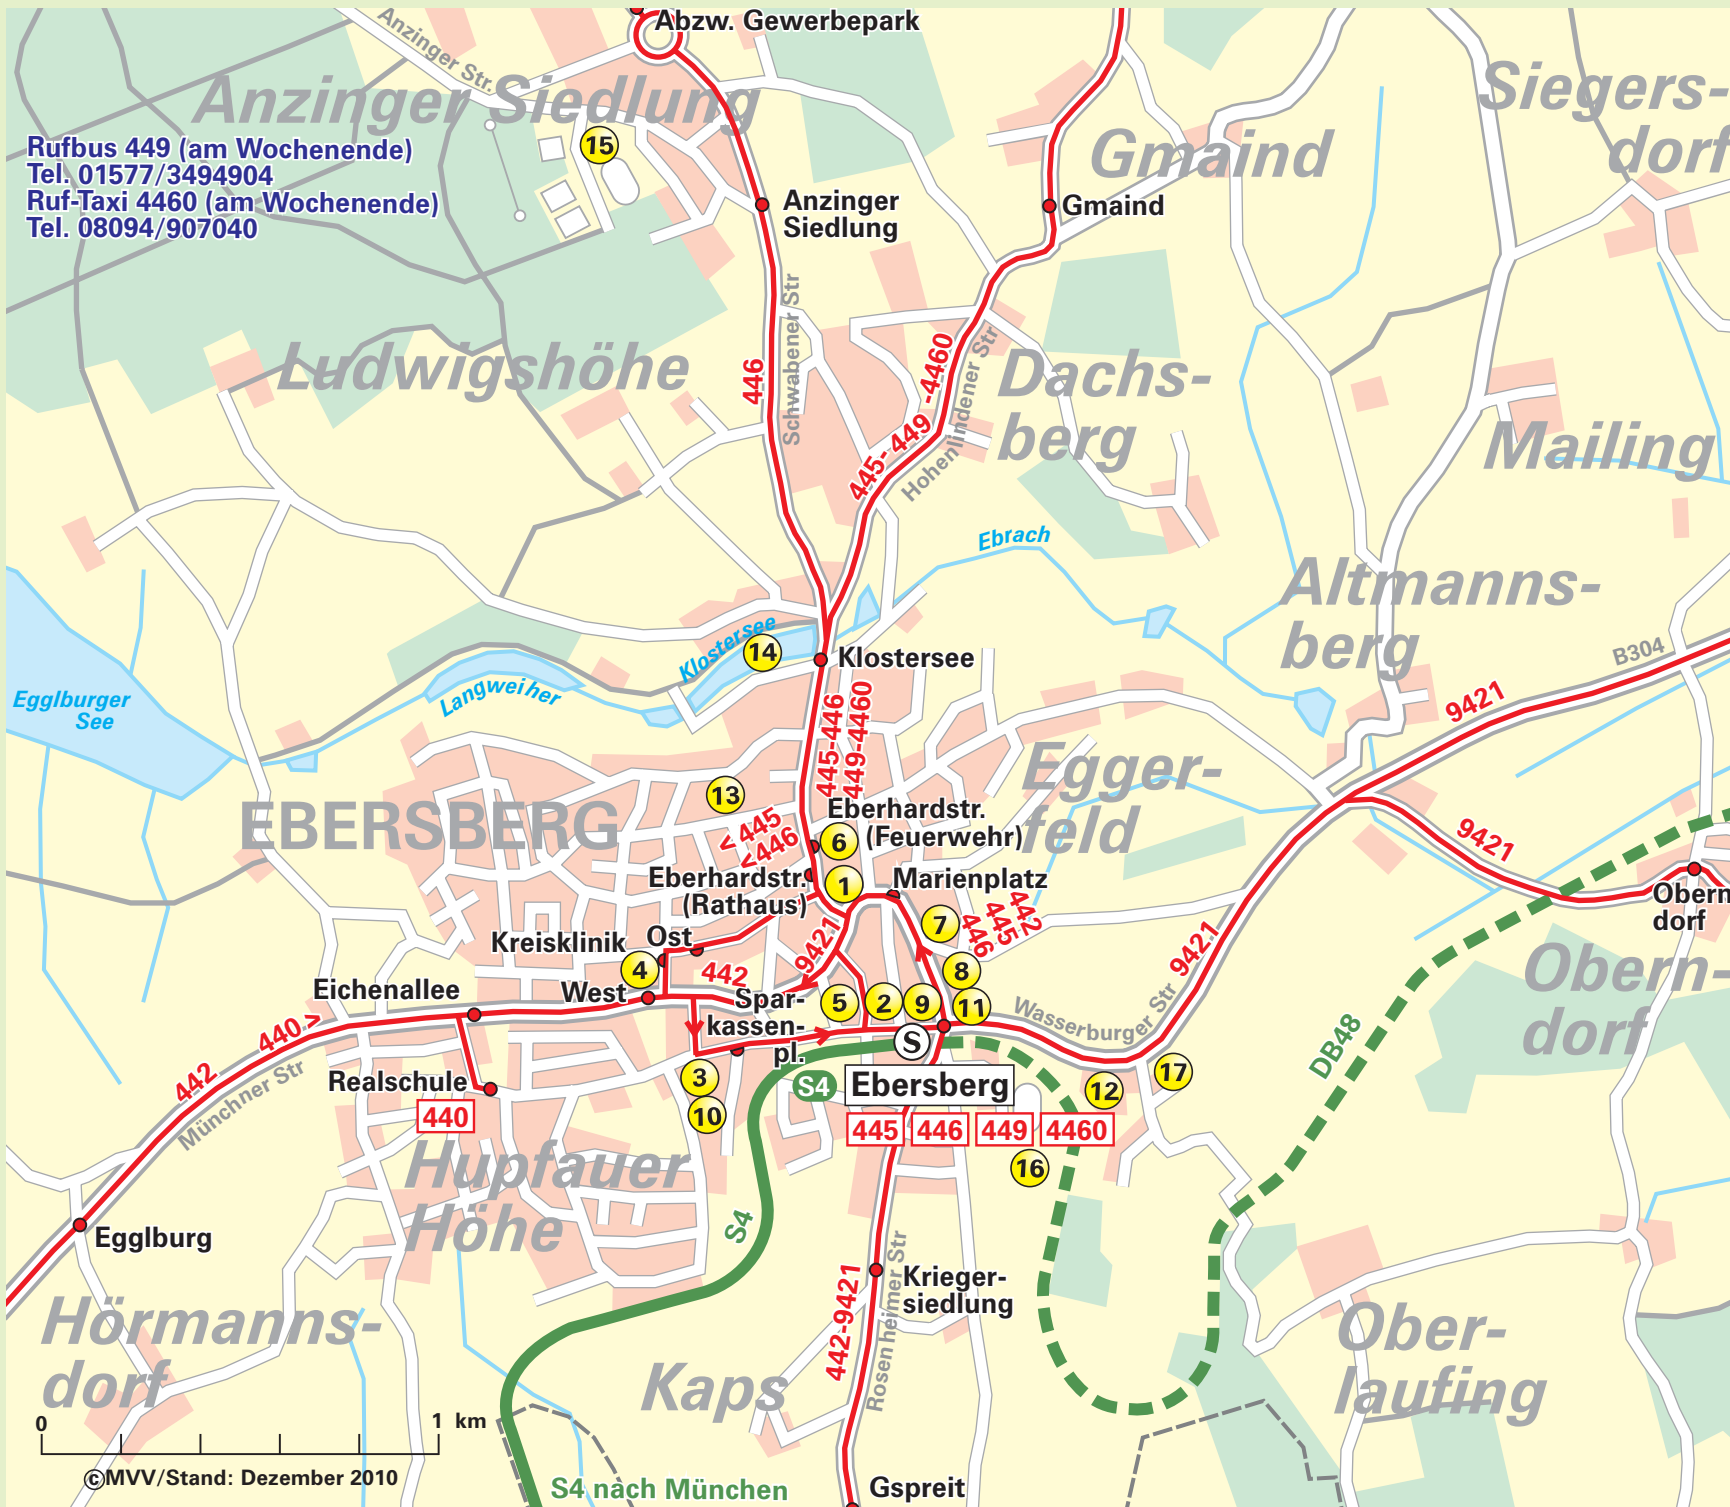 Abzw. Gewerbepark
Anzinger Str.
Anzinger Siedlung
Siegers-
dorf
Gmaind
Rufbus 449 (am Wochenende)
Tel. 01577/3494904
Ruf-Taxi 4460 (am Wochenende)
Tel. 08094/907040
15
Anzinger
Siedlung
Gmaind
Schwabener Str
446
Ludwigshöhe
445- 449 -4460
Hohenlindener Str
Dachs-
berg
Mailing
Ebrach
Altmanns-
berg
Klostersee
14
Klostersee
Langweiher
Egglburger
See
B304
9421
445-446
449-4460
Egger-
feld
EBERSBERG
13
< 445
<446
Eberhardstr.
(Feuerwehr)
6
9421
Eberhardstr.
(Rathaus)
1
Marienplatz
Obern
dorf
7
446
445
442
Kreisklinik
Ost
4
West
442
9421
8
9421
Obern-
dorf
Eichenallee
Spar-
kassen-
pl.
5
2
9
11
Wasserburger Str
440 >
442
Münchner Str
S
DB48
Realschule
440
3
10
S4
Ebersberg
12
17
445
446
449
4460
16
Hupfauer
Höhe
S4
Egglburg
Krieger-
siedlung
442-9421
Rosenheimer Str
Hörmanns-
dorf
Kaps
Ober-
laufing
0
1 km
©MVV/Stand: Dezember 2010
S4 nach München
Gspreit